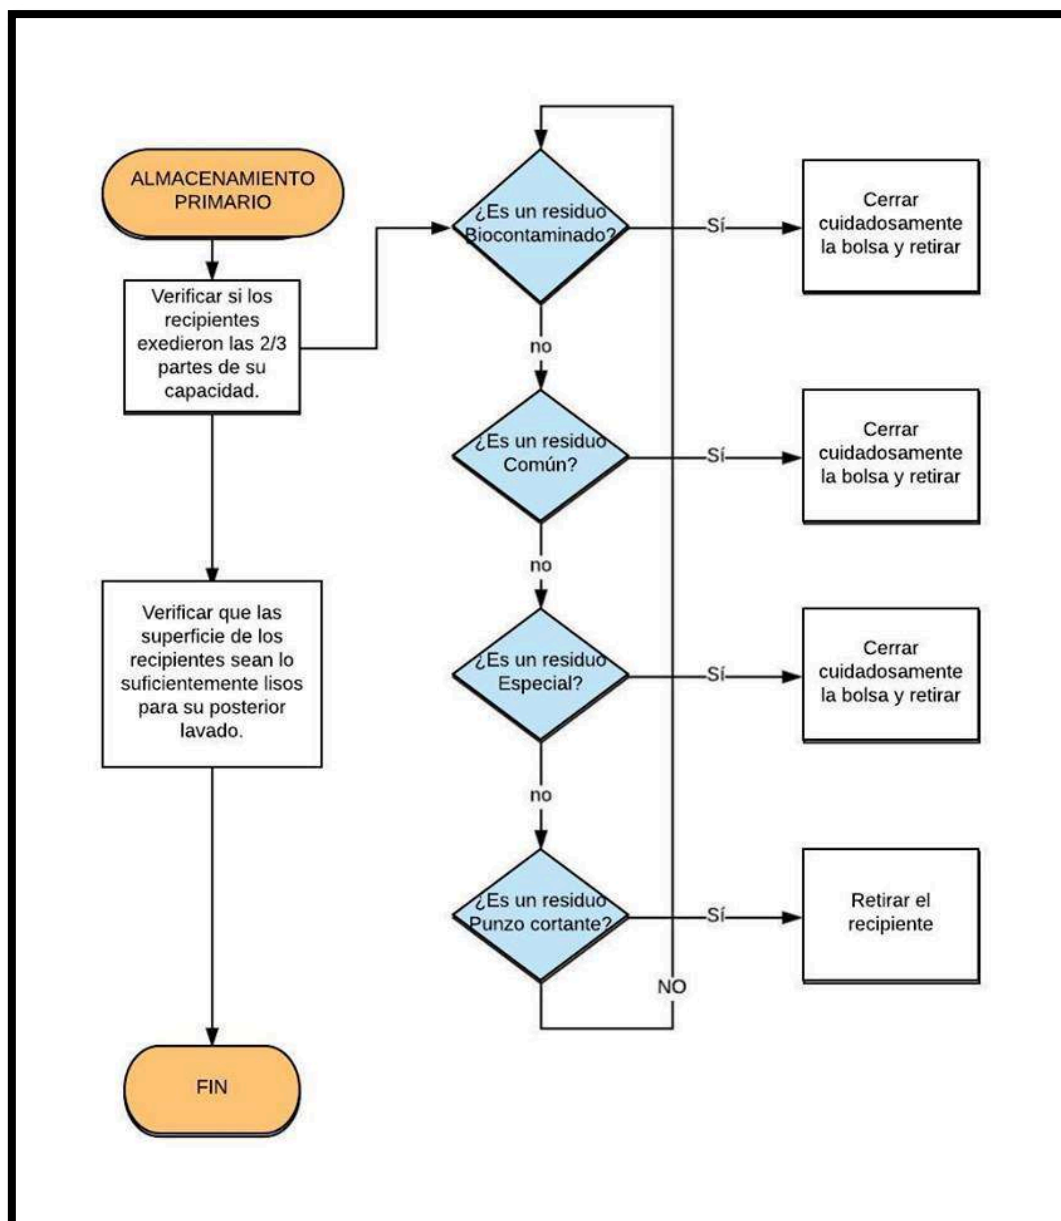 ALMACENAMIENTO
PRIMARIO
Verificar si los
recipientes
exedieron las 2/3
partes de su
capacidad.
Verificar que las
superficie de los
recipientes sean lo
suficientemente lisos
para su posterior
lavado.
FIN
¿Es un residuo
Biocontaminado?
Sí
Cerrar
cuidadosamente
la bolsa y retirar
no
¿Es un residuo
Común?
Sí
Cerrar
cuidadosamente
la bolsa y retirar
no
¿Es un residuo
Especial?
Sí
Cerrar
cuidadosamente
la bolsa y retirar
no
¿Es un residuo
Punzo cortante?
Sí
Retirar el
recipiente
NO